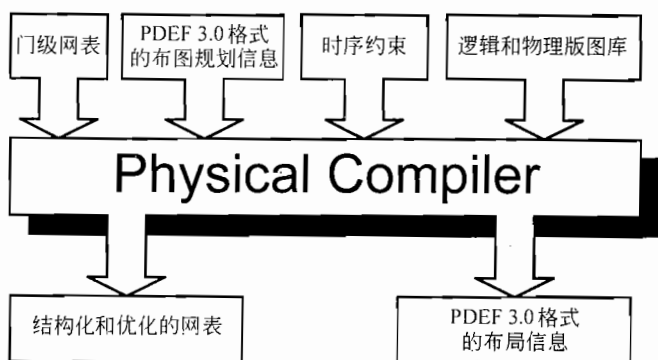 门级网表
PDEF 3.0格式
的布图规划信息
时序约束
逻辑和物理版图库
Physical Compiler
结构化和优化的网表
PDEF 3.0格式
的布局信息